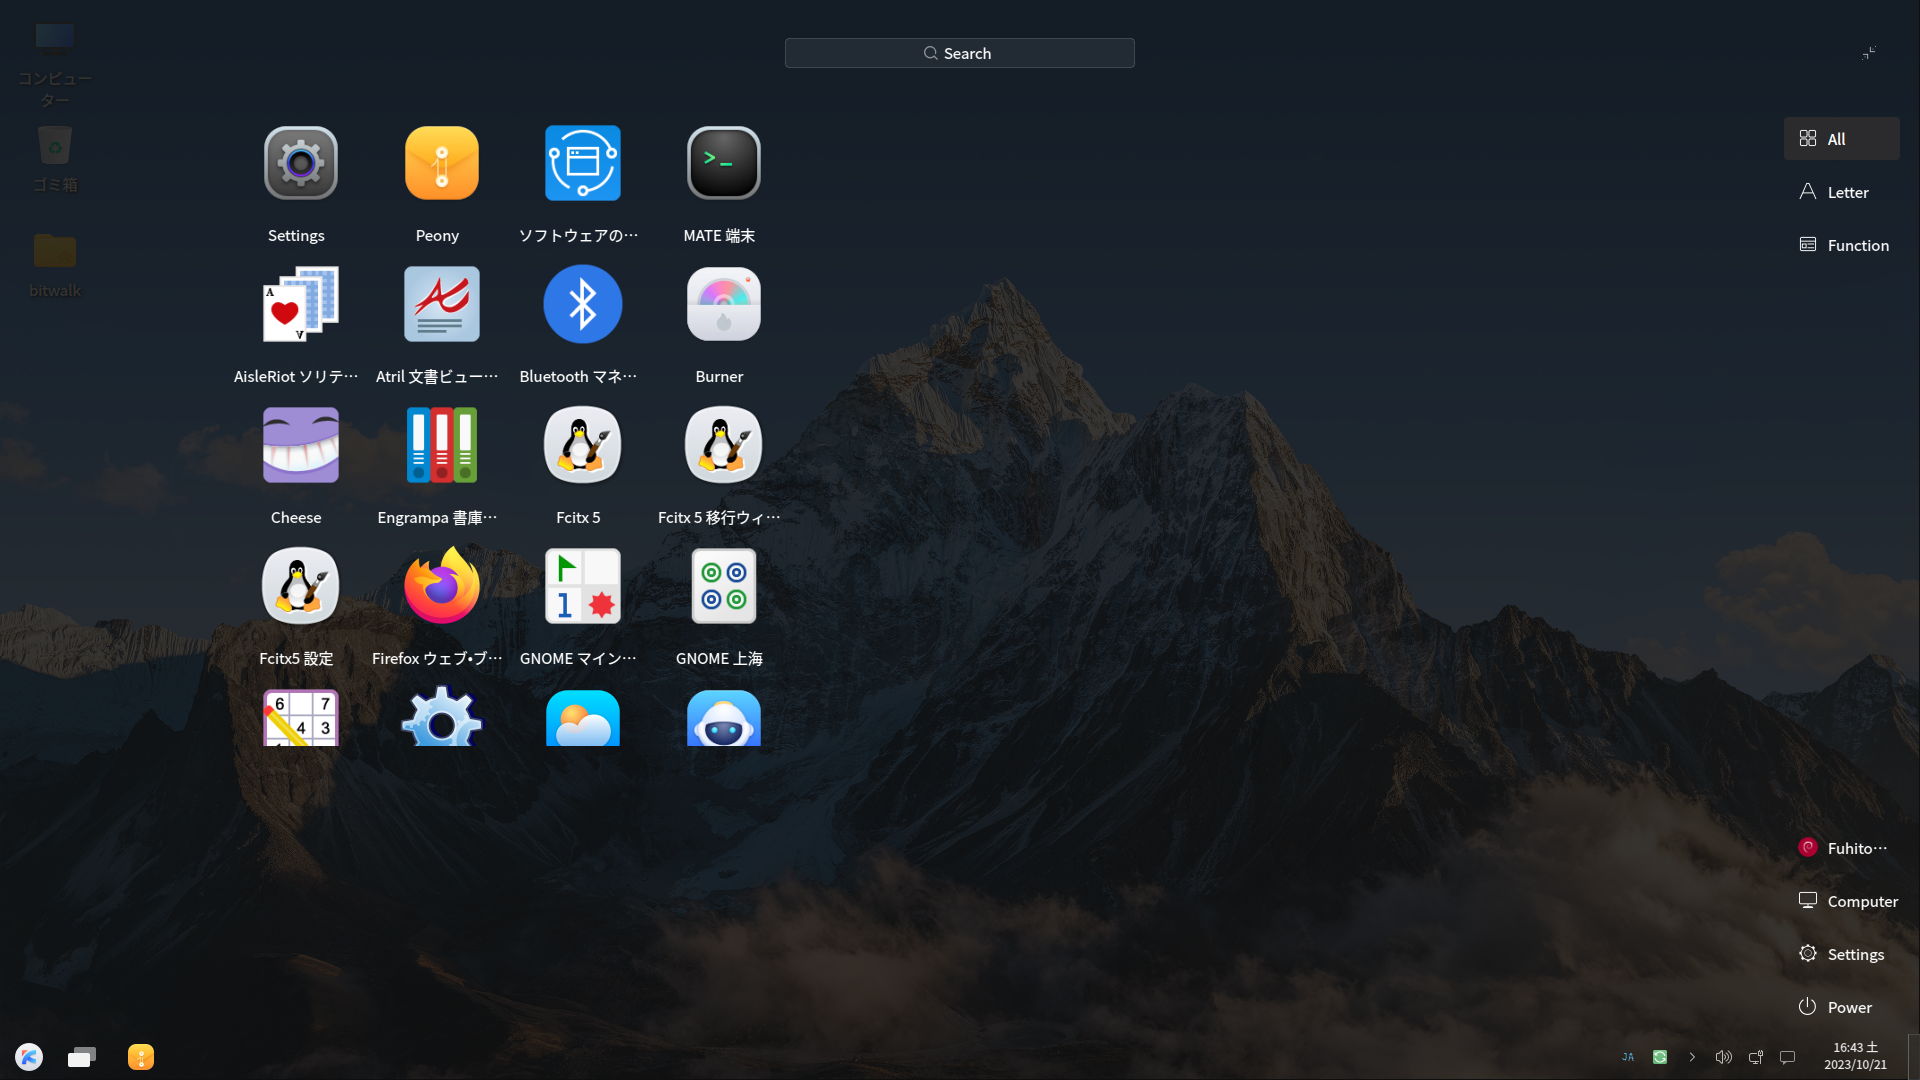 コンピュー
ター
ゴミ箱
bitwalk
Search
Settings
Peony
ソフトウェアの…
MATE 端末
AisleRiot ソリテ…
Atril 文書ビュー…
Bluetooth マネ…
Burner
Cheese
Engrampa 書庫…
Fcitx 5
Fcitx 5 移行ウィ…
Fcitx5 設定
Firefox ウェブ•ブ…
GNOME マイン…
GNOME 上海
All
Letter
Function
Fuhito…
Computer
Settings
Power
JA
16:43 土
2023/10/21